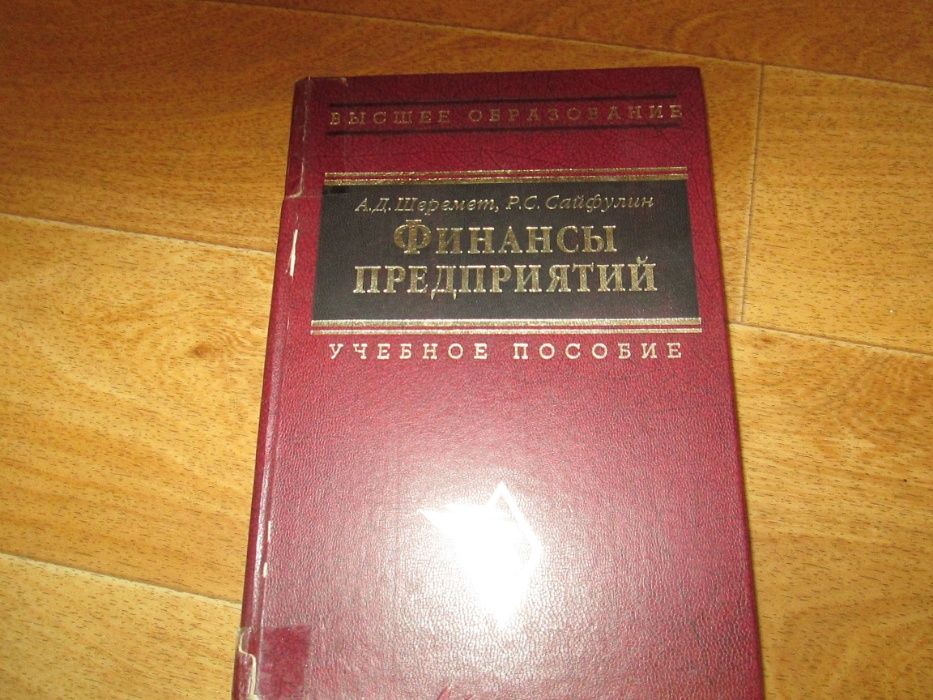 ВЫСШЕЕ ОБРАЗОВАНИЕ
А.Д. Шеремет, Р.С. Сайфулин
ФИНАНСЫ
ПРЕДПРИЯТИЙ
УЧЕБНОЕ ПОСОБИЕ